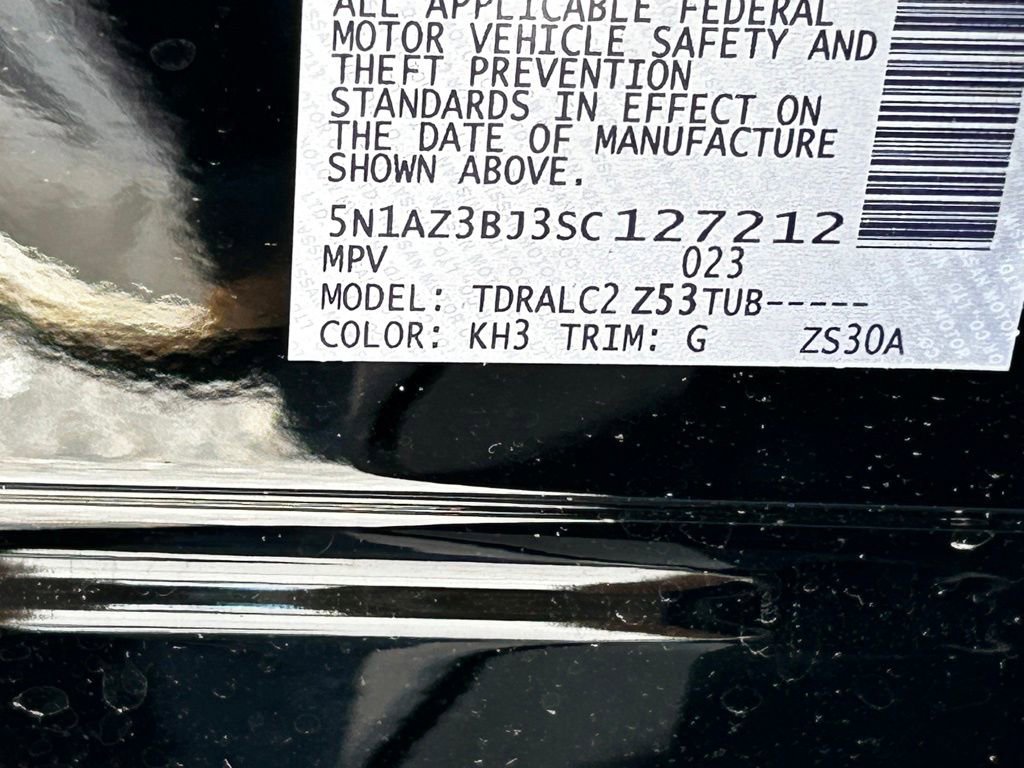 ALL APPLICABLE FEDERAL
MOTOR VEHICLE SAFETY AND
THEFT PREVENTION
STANDARDS IN EFFECT ON
THE DATE OF MANUFACTURE
SHOWN ABOVE.
5N1AZ3BJ3SC127212
MPV 023
MODEL: TDRALC2 Z53TUB-----
COLOR: KH3 TRIM: G ZS30A